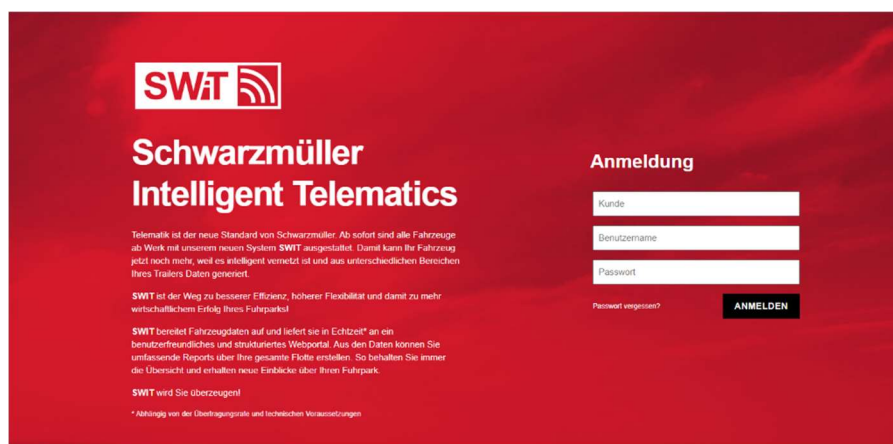 SWiT
Schwarzmüller
Intelligent Telematics
Telematik ist der neue Standard von Schwarzmüller. Ab sofort sind alle Fahrzeuge
ab Werk mit unserem neuen System SWIT ausgestattet. Damit kann Ihr Fahrzeug
jetzt noch mehr, weil es intelligent vernetzt ist und aus unterschiedlichen Bereichen
Ihres Trailers Daten generiert.
SWIT ist der Weg zu besserer Effizienz, höherer Flexibilität und damit zu mehr
wirtschaftlichem Erfolg Ihres Fuhrparks!
SWIT bereitet Fahrzeugdaten auf und liefert sie in Echtzeit* an ein
benutzerfreundliches und strukturiertes Webportal. Aus den Daten können Sie
umfassende Reports über Ihre gesamte Flotte erstellen. So behalten Sie immer
die Übersicht und erhalten neue Einblicke über Ihren Fuhrpark.
SWIT wird Sie überzeugen!
* Abhängig von der Übertragungsrate und technischen Voraussetzungen
Anmeldung
Kunde
Benutzername
Passwort
Passwort vergessen?
ANMELDEN